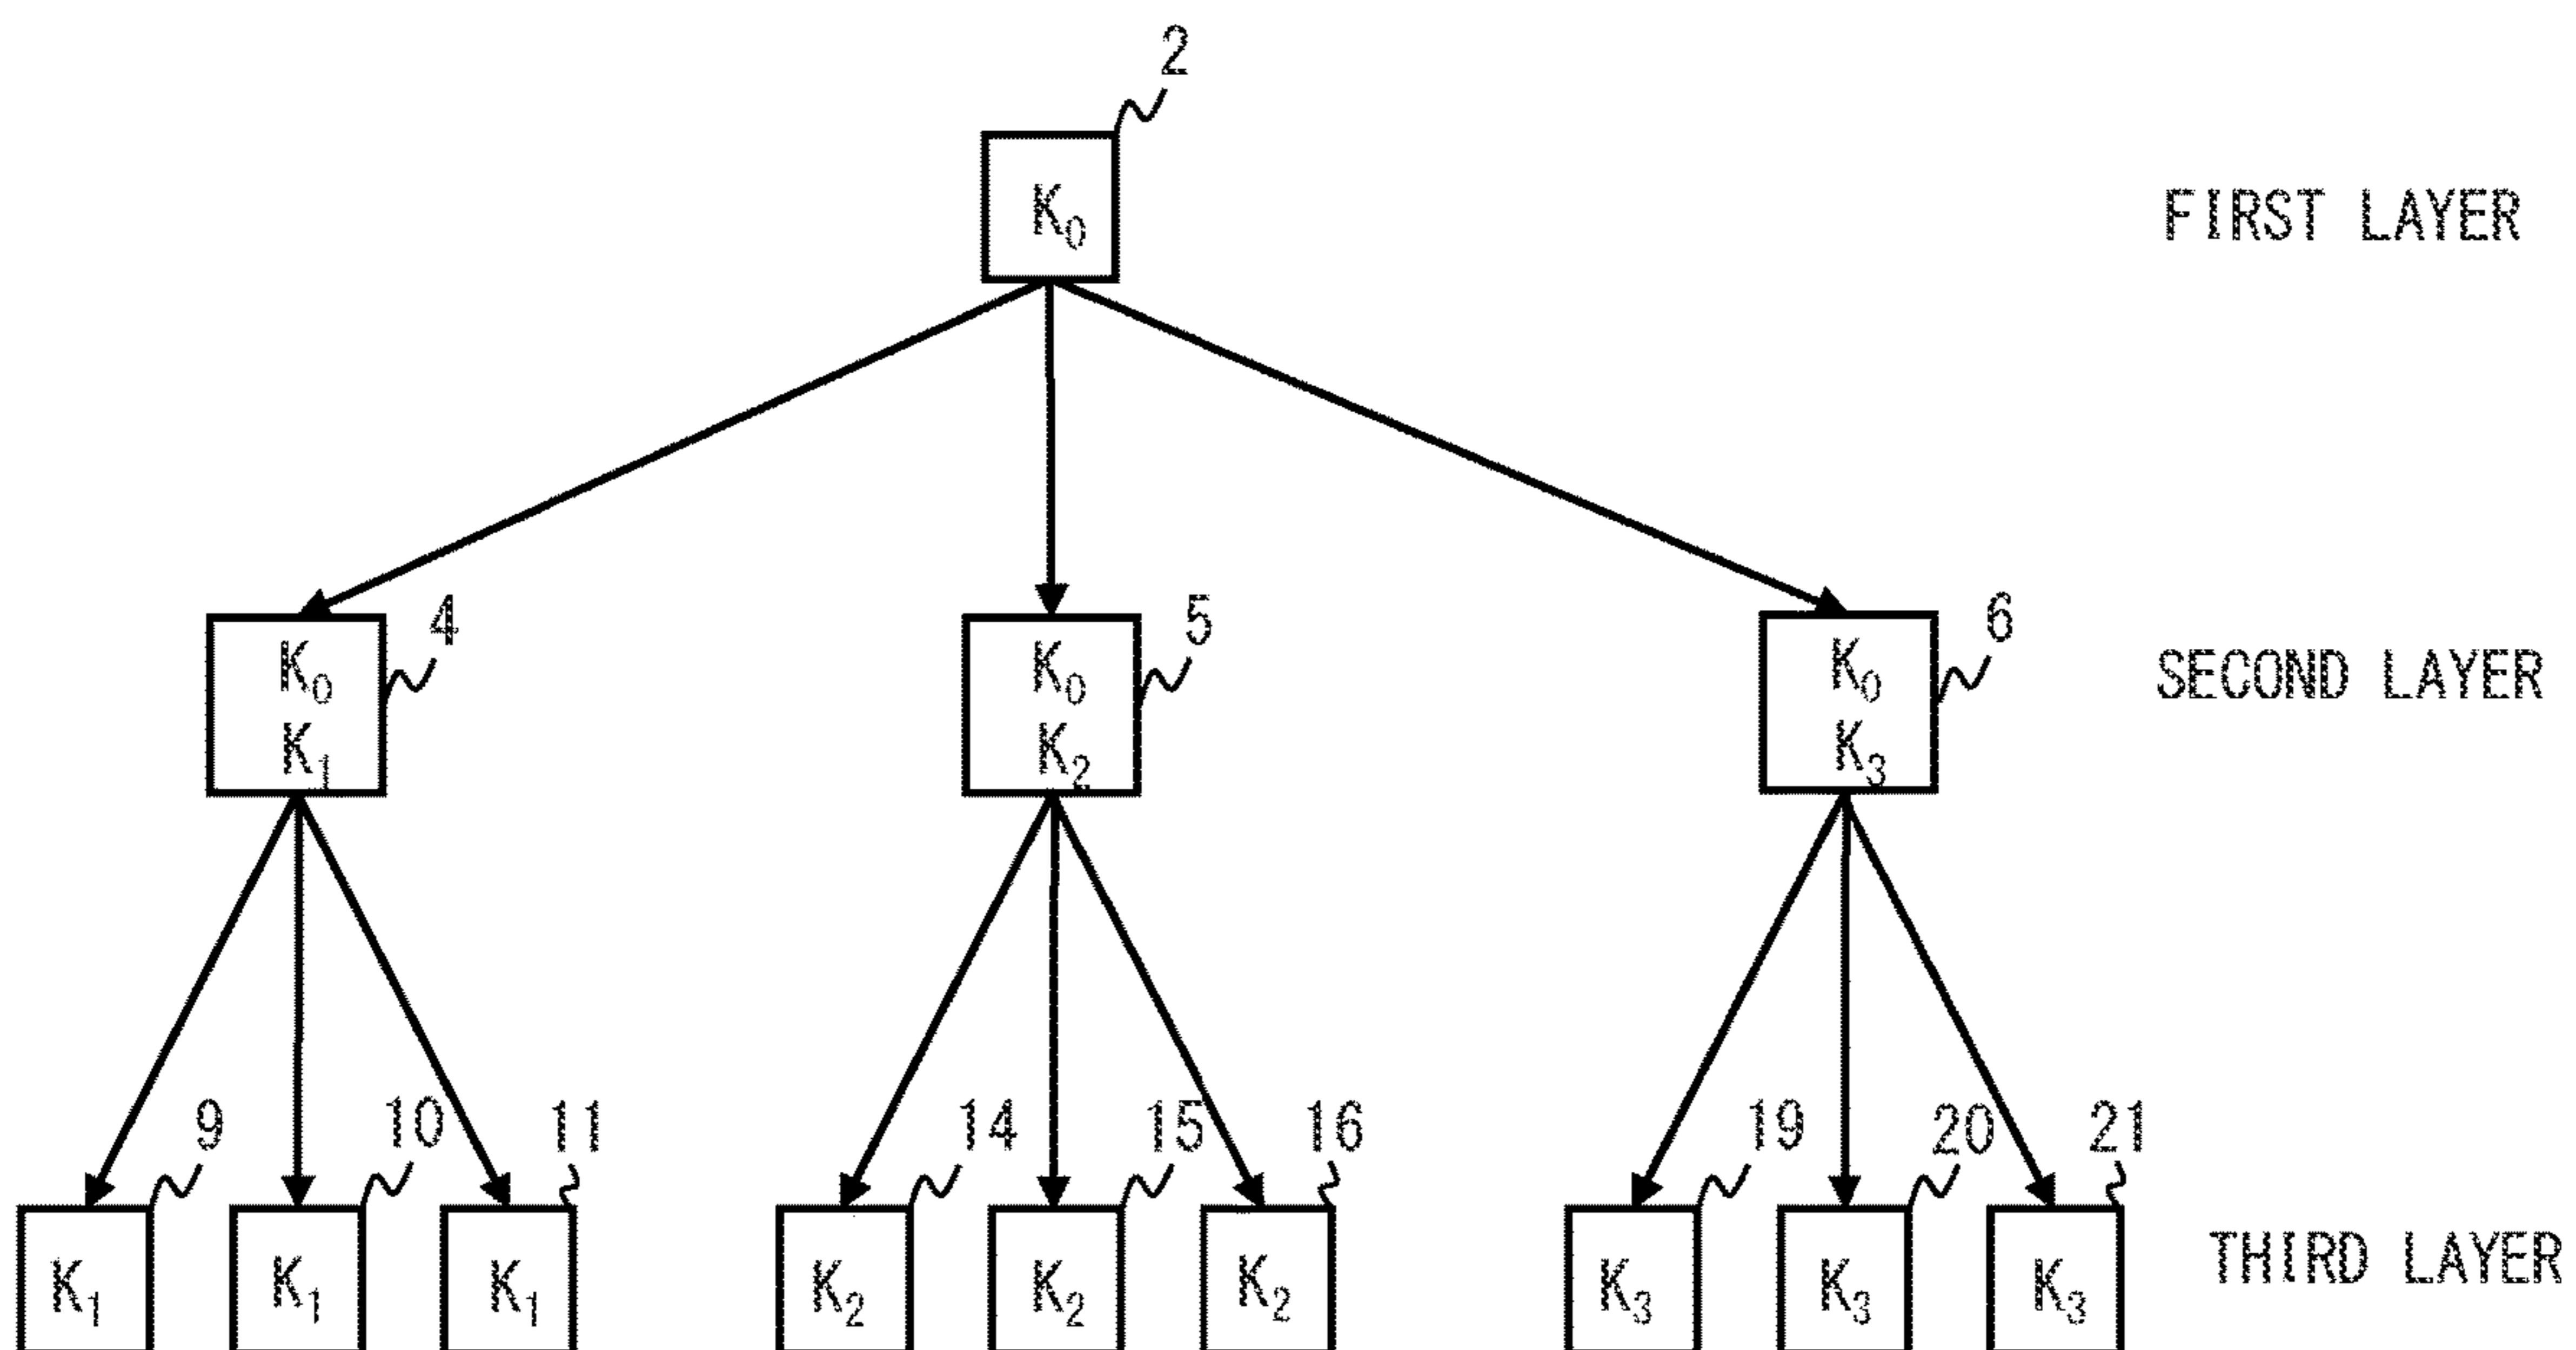 2
K₀
FIRST LAYER
4
5
6
K₀
K₁
K₀
K₂
K₀
K₃
SECOND LAYER
9
10
11
14
15
16
19
20
21
K₁
K₁
K₁
K₂
K₂
K₂
K₃
K₃
K₃
THIRD LAYER